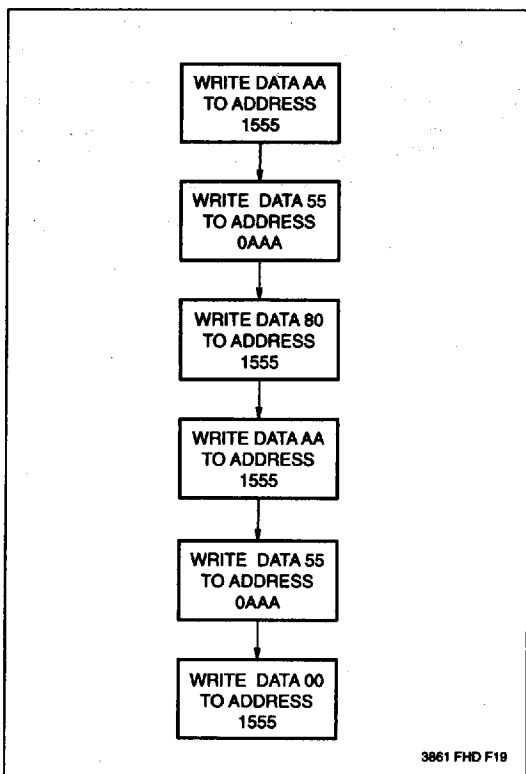 WRITE DATA AA
TO ADDRESS
1555
WRITE DATA 55
TO ADDRESS
0AAA
WRITE DATA 80
TO ADDRESS
1555
WRITE DATA AA
TO ADDRESS
1555
WRITE DATA 55
TO ADDRESS
0AAA
WRITE DATA 00
TO ADDRESS
1555
3861 FHD F19